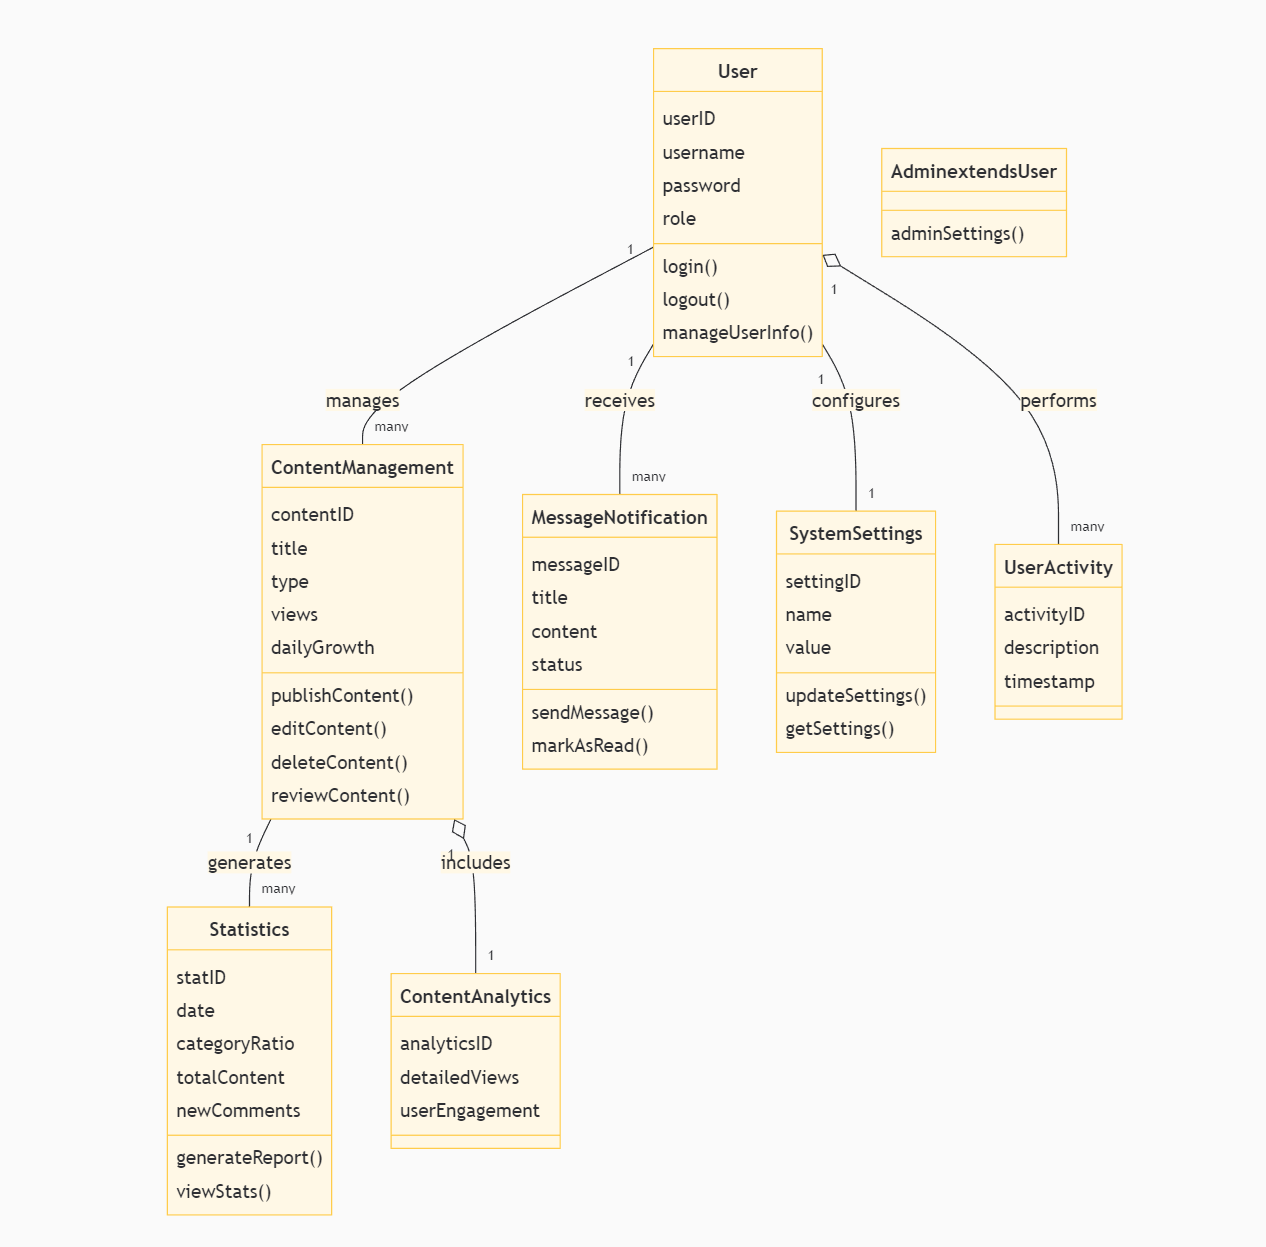 User
userID
username
password
role
login()
logout()
manageUserInfo()
AdminextendsUser
adminSettings()
1
1
1
1
manages
receives
configures
performs
many
many
1
many
ContentManagement
contentID
title
type
views
dailyGrowth
publishContent()
editContent()
deleteContent()
reviewContent()
MessageNotification
messageID
title
content
status
sendMessage()
markAsRead()
SystemSettings
settingID
name
value
updateSettings()
getSettings()
UserActivity
activityID
description
timestamp
1
1
generates
includes
many
1
Statistics
statID
date
categoryRatio
totalContent
newComments
generateReport()
viewStats()
ContentAnalytics
analyticsID
detailedViews
userEngagement